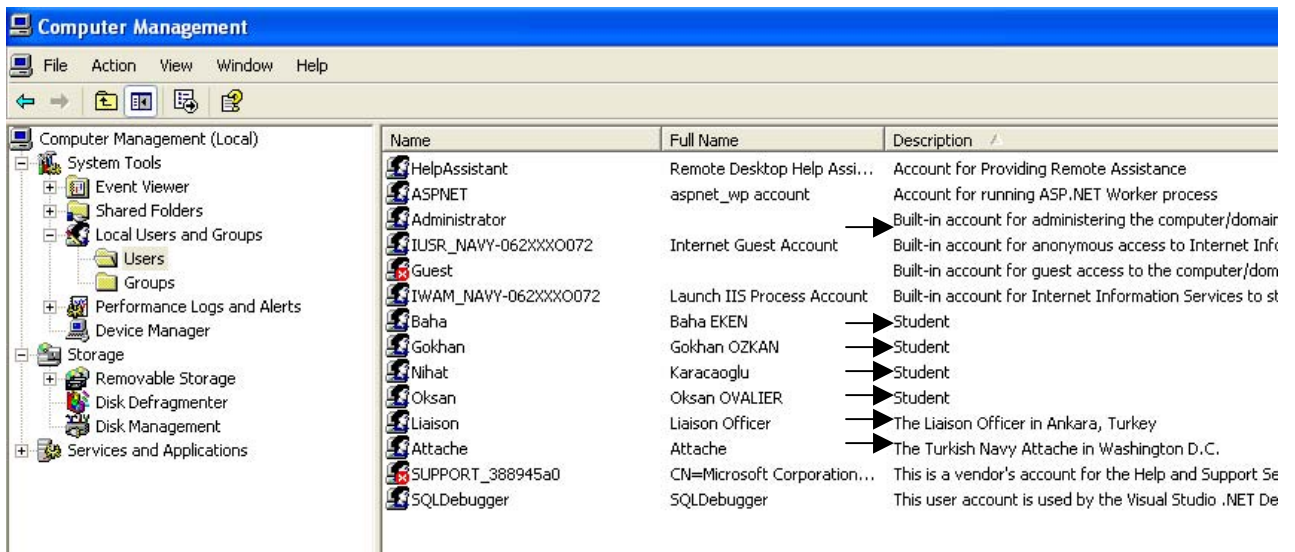 Computer Management
File Action View Window Help
Computer Management (Local)
System Tools
Event Viewer
Shared Folders
Local Users and Groups
Users
Groups
Performance Logs and Alerts
Device Manager
Storage
Removable Storage
Disk Defragmenter
Disk Management
Services and Applications
Name Full Name Description
HelpAssistant Remote Desktop Help Assi... Account for Providing Remote Assistance
ASPNET aspnet_wp account Account for running ASP.NET Worker process
Administrator Built-in account for administering the computer/domain
IUSR_NAVY-062XXXO072 Internet Guest Account Built-in account for anonymous access to Internet Info
Guest Built-in account for guest access to the computer/dom
IWAM_NAVY-062XXXO072 Launch IIS Process Account Built-in account for Internet Information Services to st
Baha Baha EKEN Student
Gokhan Gokhan OZKAN Student
Nihat Karacaoglu Student
Oksan Oksan OVALIER Student
Liaison Liaison Officer The Liaison Officer in Ankara, Turkey
Attache Attache The Turkish Navy Attache in Washington D.C.
SUPPORT_388945a0 CN=Microsoft Corporation... This is a vendor's account for the Help and Support Se
SQLDebugger SQLDebugger This user account is used by the Visual Studio .NET De